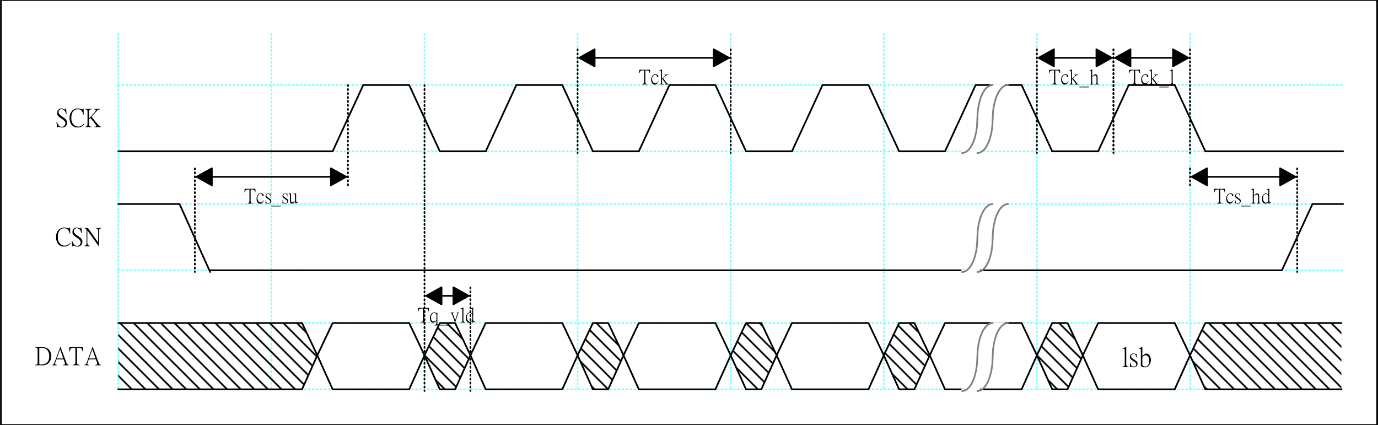 Tck
Tck_h
Tck_l
SCK
Tcs_su
Tcs_hd
CSN
Tq_vld
DATA
lsb